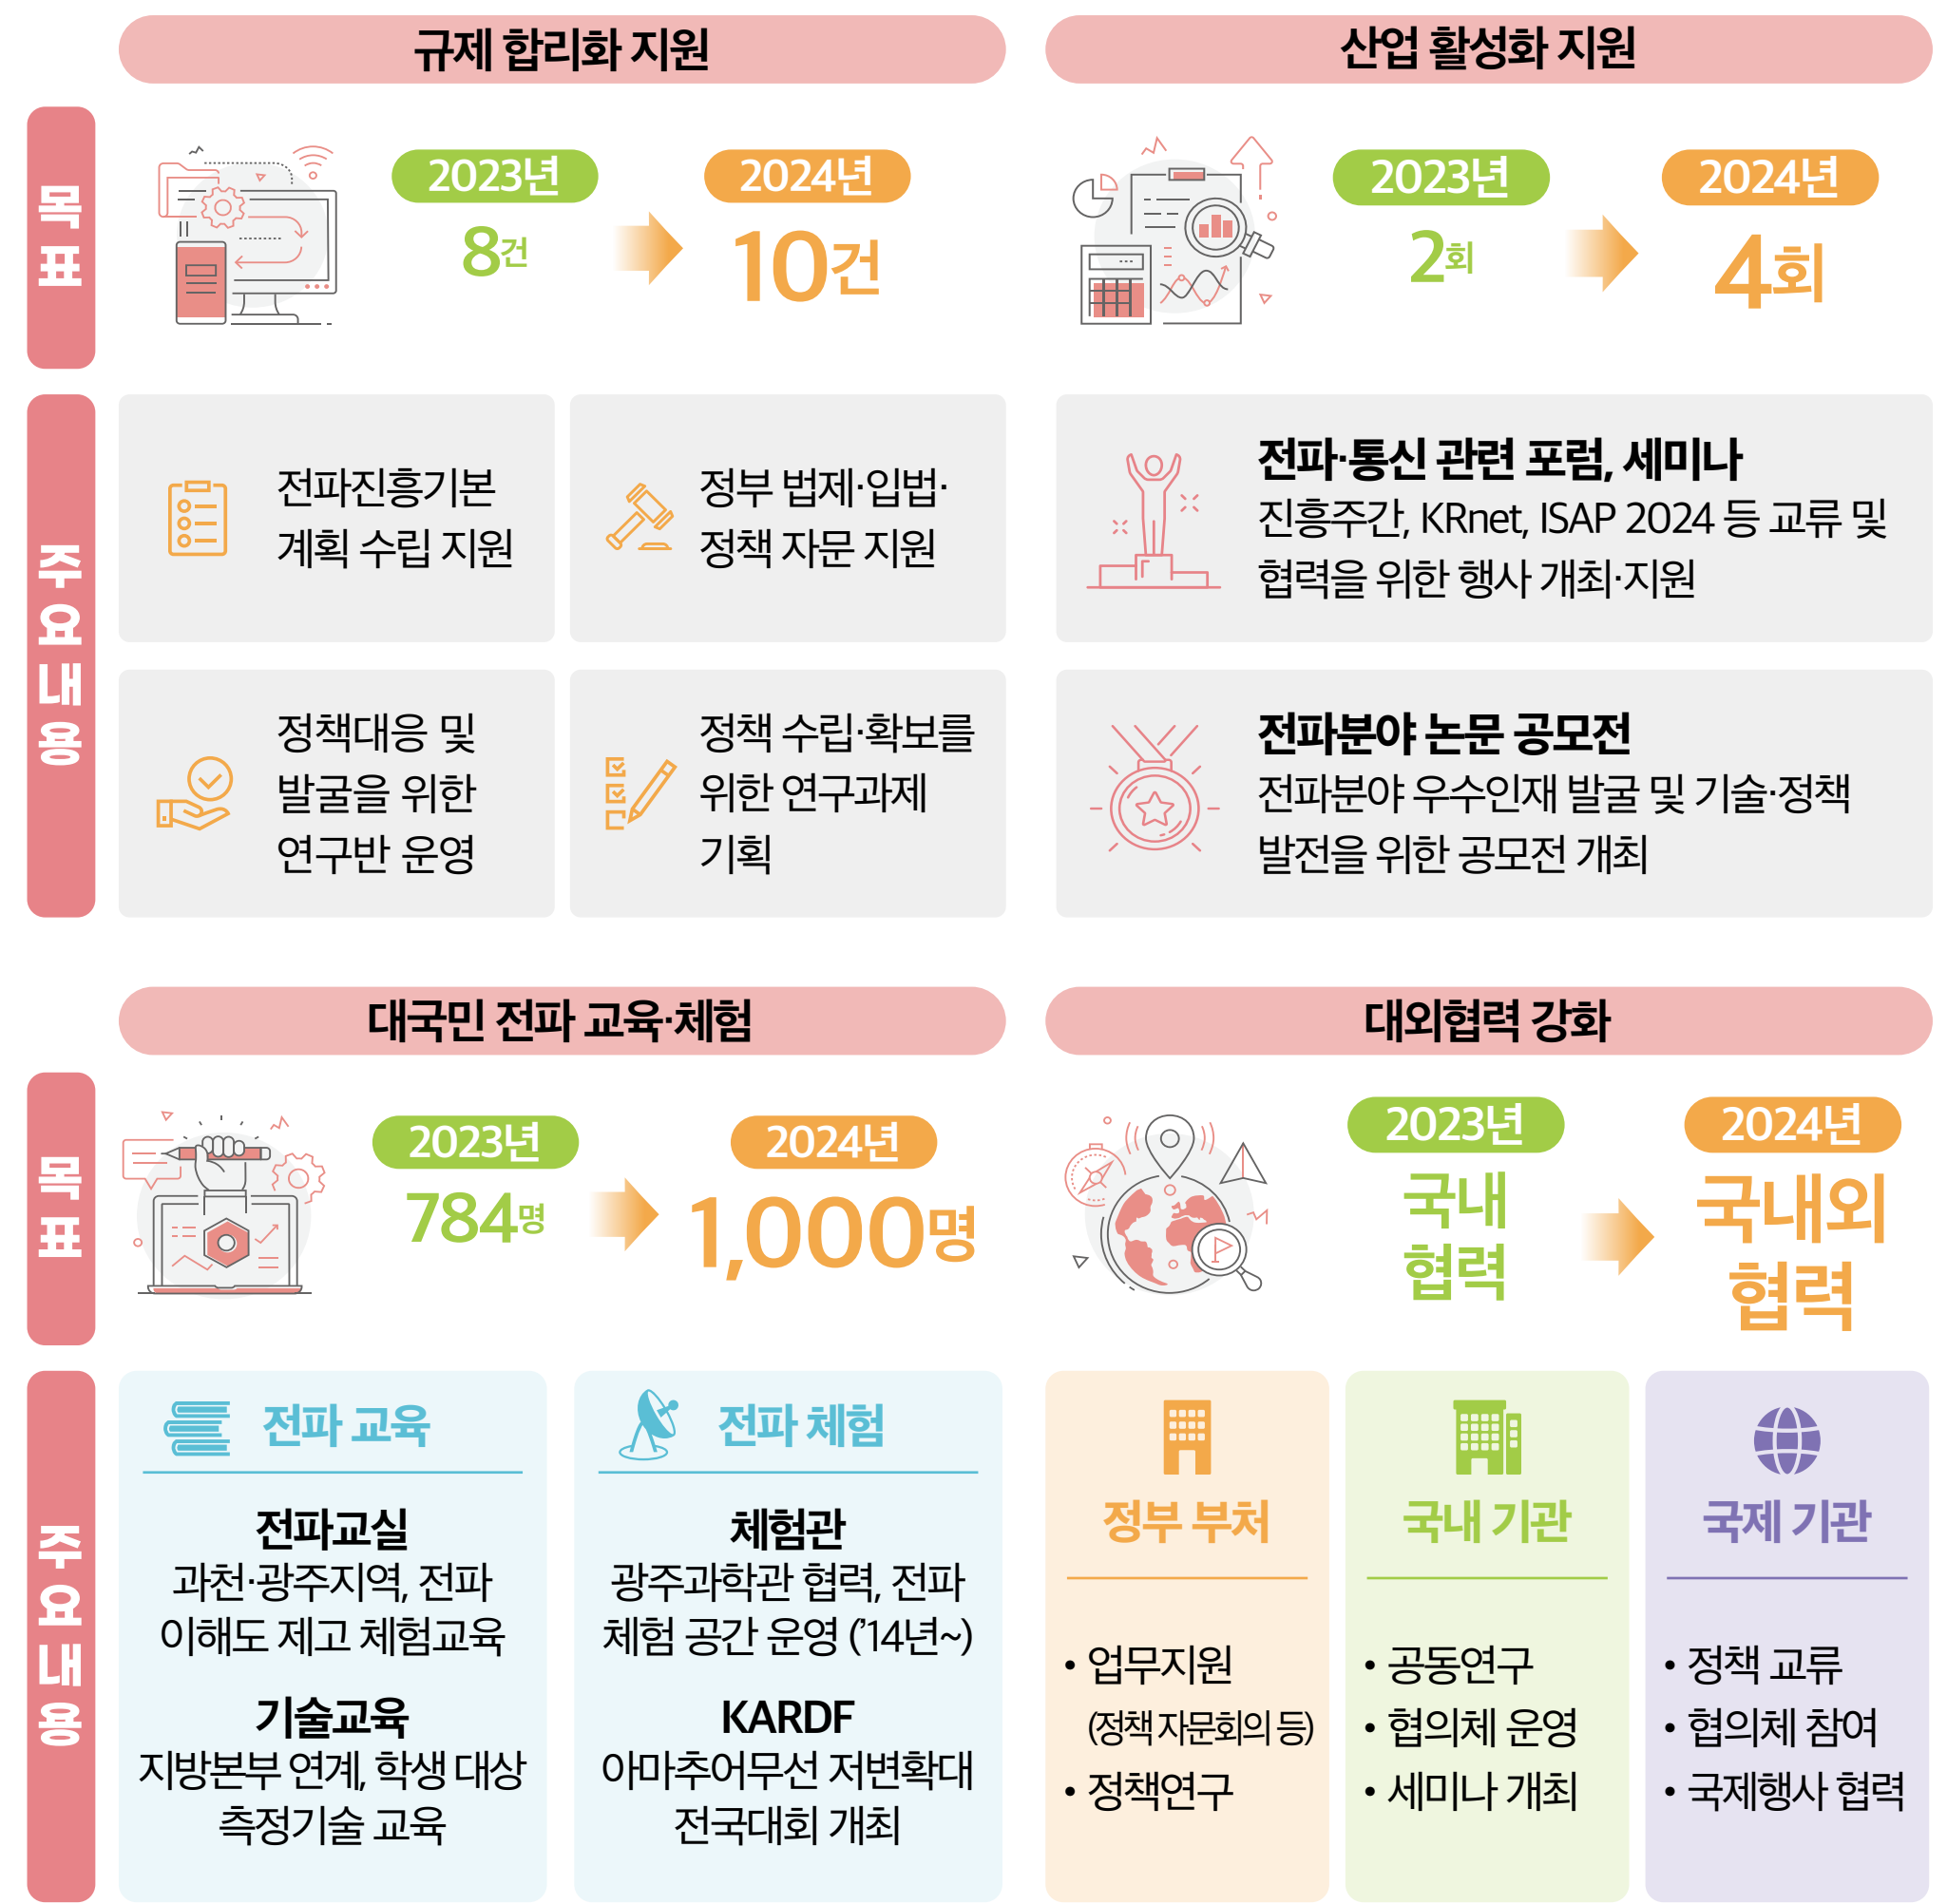 규제 합리화 지원
목표
2023년
8건
2024년
10건
주요내용
전파진흥기본
계획 수립 지원
정부 법제·입법·
정책 자문 지원
정책대응 및
발굴을 위한
연구반 운영
정책 수립·확보를
위한 연구과제
기획
산업 활성화 지원
2023년
2회
2024년
4회
전파·통신 관련 포럼, 세미나
진흥주간, KRnet, ISAP 2024 등 교류 및
협력을 위한 행사 개최·지원
전파분야 논문 공모전
전파분야 우수인재 발굴 및 기술·정책
발전을 위한 공모전 개최
대국민 전파 교육·체험
목표
2023년
784명
2024년
1,000명
주요내용
전파 교육
전파교실
과천·광주지역, 전파
이해도 제고 체험교육
기술교육
지방본부 연계, 학생 대상
측정기술 교육
전파 체험
체험관
광주과학관 협력, 전파
체험 공간 운영 (’14년~)
KARDF
아마추어무선 저변확대
전국대회 개최
대외협력 강화
2023년
국내
협력
2024년
국내외
협력
정부 부처
• 업무지원
(정책 자문회의 등)
• 정책연구
국내 기관
• 공동연구
• 협의체 운영
• 세미나 개최
국제 기관
• 정책 교류
• 협의체 참여
• 국제행사 협력